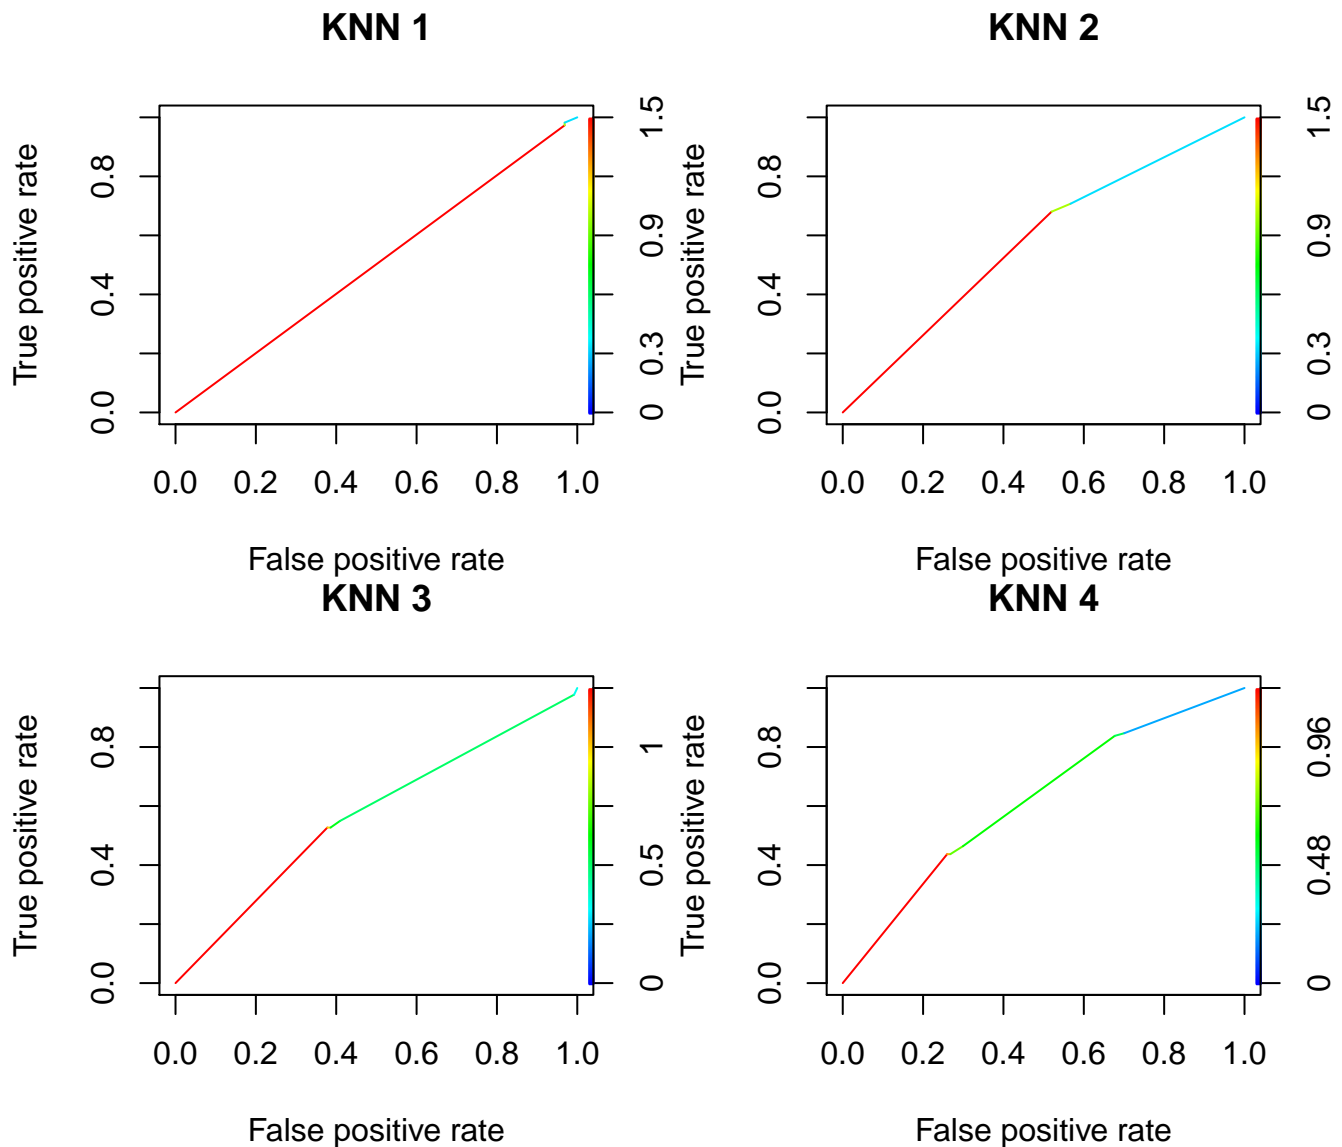 KNN 1
True positive rate
0.0 0.4 0.8
0 0.3 0.9 1.5
0.0 0.2 0.4 0.6 0.8 1.0
False positive rate
KNN 2
True positive rate
0.0 0.4 0.8
0 0.3 0.9 1.5
0.0 0.2 0.4 0.6 0.8 1.0
False positive rate
KNN 3
True positive rate
0.0 0.4 0.8
0 0.5 1
0.0 0.2 0.4 0.6 0.8 1.0
False positive rate
KNN 4
True positive rate
0.0 0.4 0.8
0 0.48 0.96
0.0 0.2 0.4 0.6 0.8 1.0
False positive rate